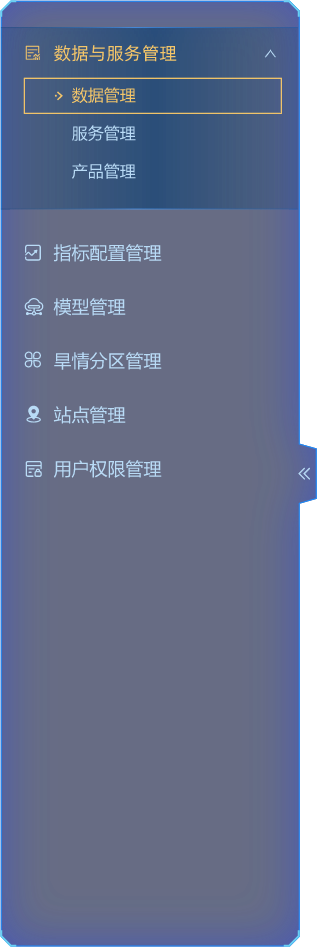 数据与服务管理
数据管理
服务管理
产品管理
指标配置管理
模型管理
旱情分区管理
站点管理
用户权限管理